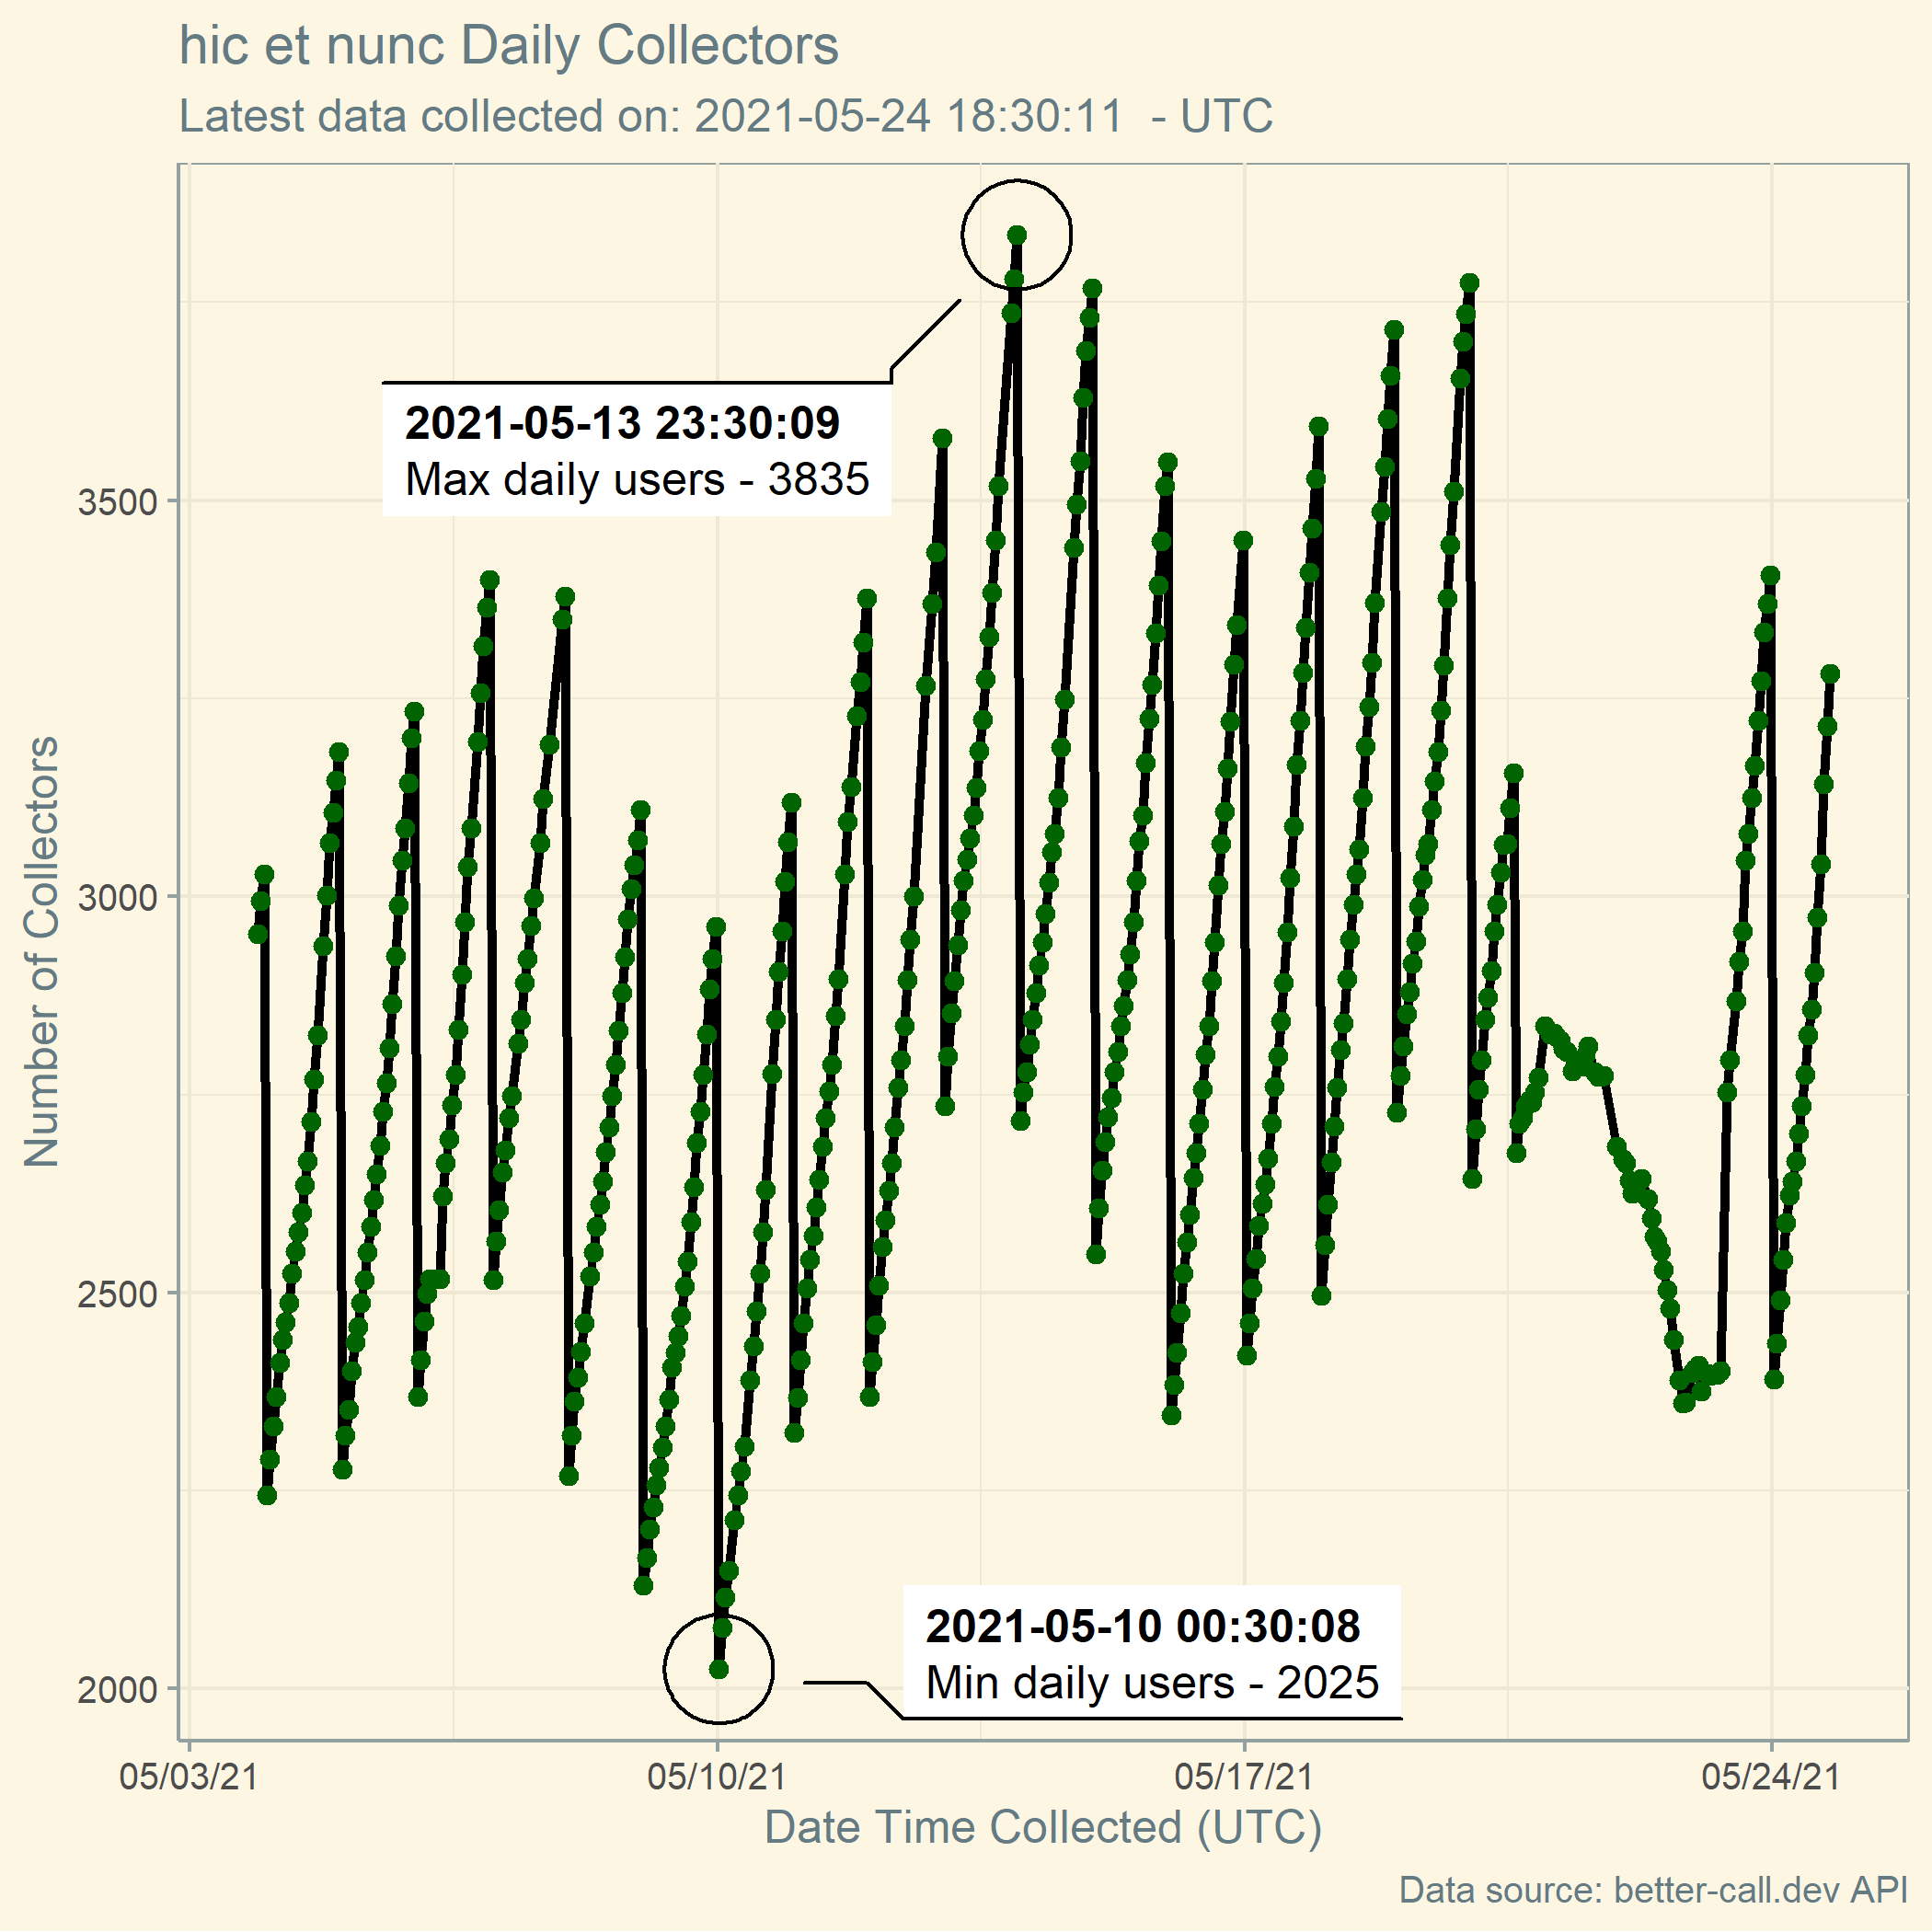 hic et nunc Daily Collectors
Latest data collected on: 2021-05-24 18:30:11  - UTC
Number of Collectors
3500
3000
2500
2000
2021-05-13 23:30:09
Max daily users - 3835
2021-05-10 00:30:08
Min daily users - 2025
05/03/21
05/10/21
05/17/21
05/24/21
Date Time Collected (UTC)
Data source: better-call.dev API